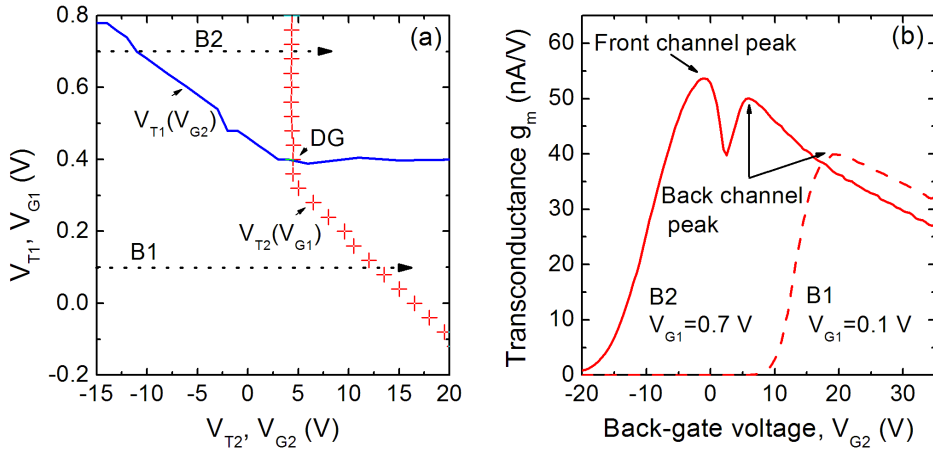 0.8
0.6
0.4
0.2
0.0
-0.2
-15
-10
-5
0
5
10
15
20
V_T1, V_G1 (V)
V_T2, V_G2 (V)
(a)
B2
V_T1(V_G2)
DG
V_T2(V_G1)
B1
70
60
50
40
30
20
10
0
-20
-10
0
10
20
30
Transconductance g_m (nA/V)
Back-gate voltage, V_G2 (V)
(b)
Front channel peak
Back channel
peak
B2
V_G1=0.7 V
B1
V_G1=0.1 V